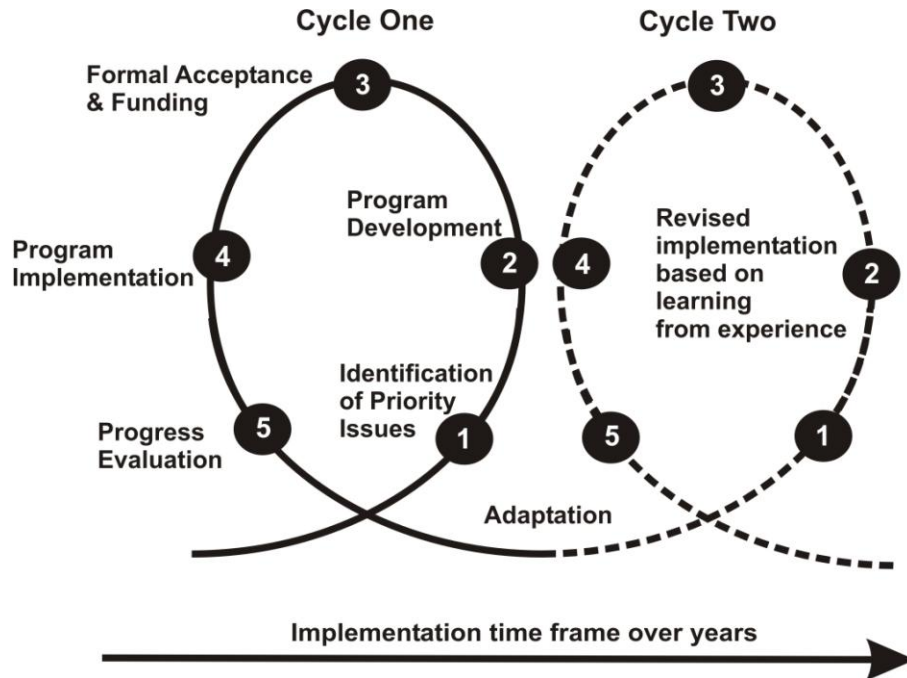 Cycle One
Cycle Two
Formal Acceptance
& Funding
3
3
Program
Development
Revised
implementation
based on
learning
from experience
Program
Implementation
4
2
4
2
Identification
of Priority
Issues
Progress
Evaluation
5
1
5
1
Adaptation
Implementation time frame over years